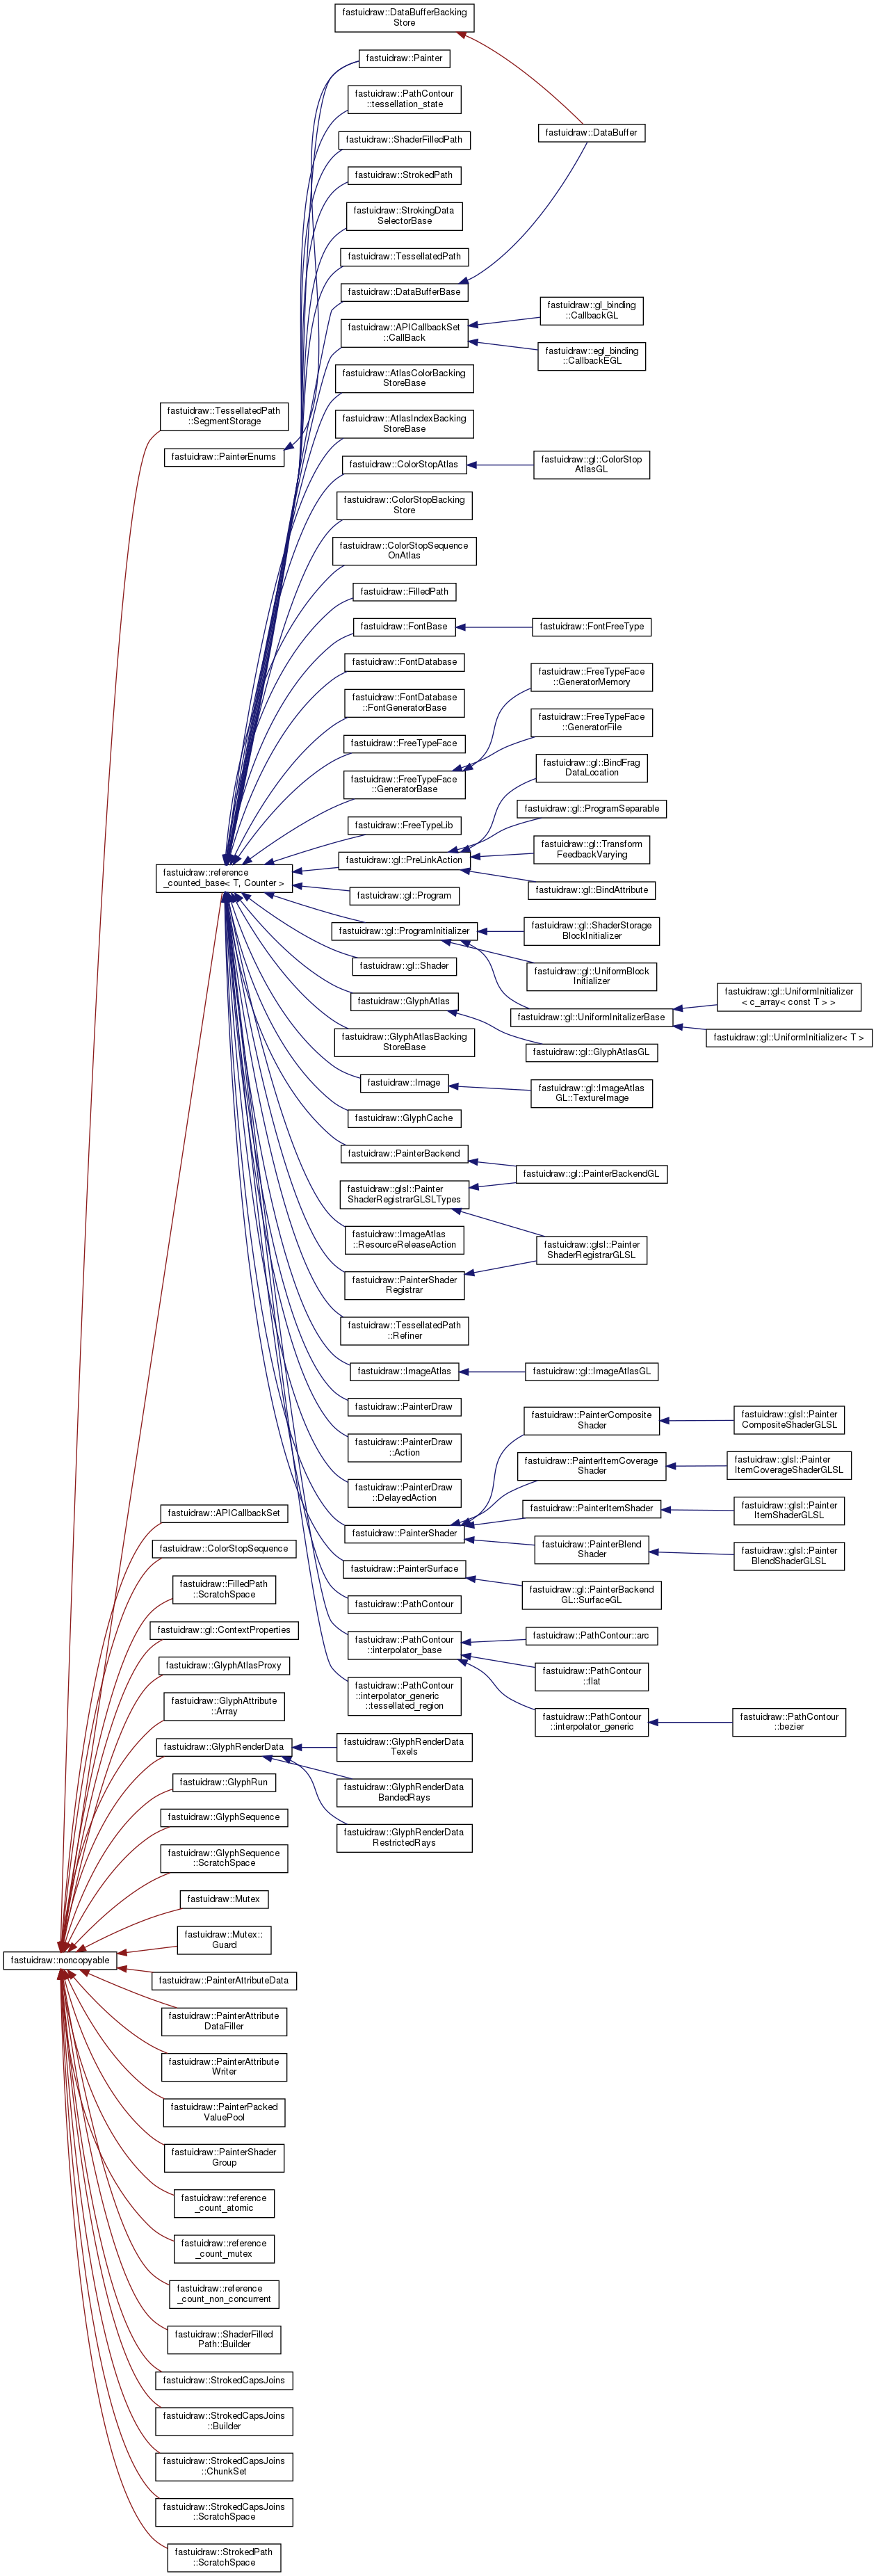 fastuidraw::DataBufferBacking
Store
fastuidraw::Painter
fastuidraw::PathContour
::tessellation_state
fastuidraw::DataBuffer
fastuidraw::ShaderFilledPath
fastuidraw::StrokedPath
fastuidraw::StrokingData
SelectorBase
fastuidraw::TessellatedPath
fastuidraw::DataBufferBase
fastuidraw::gl_binding
::CallbackGL
fastuidraw::APICallbackSet
::CallBack
fastuidraw::egl_binding
::CallbackEGL
fastuidraw::AtlasColorBacking
StoreBase
fastuidraw::TessellatedPath
::SegmentStorage
fastuidraw::AtlasIndexBacking
StoreBase
fastuidraw::PainterEnums
fastuidraw::ColorStopAtlas
fastuidraw::gl::ColorStop
AtlasGL
fastuidraw::ColorStopBacking
Store
fastuidraw::ColorStopSequence
OnAtlas
fastuidraw::FilledPath
fastuidraw::FontBase
fastuidraw::FontFreeType
fastuidraw::FontDatabase
fastuidraw::FreeTypeFace
::GeneratorMemory
fastuidraw::FontDatabase
::FontGeneratorBase
fastuidraw::FreeTypeFace
::GeneratorFile
fastuidraw::FreeTypeFace
fastuidraw::gl::BindFrag
DataLocation
fastuidraw::FreeTypeFace
::GeneratorBase
fastuidraw::gl::ProgramSeparable
fastuidraw::FreeTypeLib
fastuidraw::gl::Transform
FeedbackVarying
fastuidraw::gl::PreLinkAction
fastuidraw::reference
_counted_base< T, Counter >
fastuidraw::gl::BindAttribute
fastuidraw::gl::Program
fastuidraw::gl::ProgramInitializer
fastuidraw::gl::ShaderStorage
BlockInitializer
fastuidraw::gl::Shader
fastuidraw::gl::UniformBlock
Initializer
fastuidraw::gl::UniformInitializer
< c_array< const T > >
fastuidraw::GlyphAtlas
fastuidraw::gl::UniformInitalizerBase
fastuidraw::gl::UniformInitializer< T >
fastuidraw::GlyphAtlasBacking
StoreBase
fastuidraw::gl::GlyphAtlasGL
fastuidraw::Image
fastuidraw::gl::ImageAtlas
GL::TextureImage
fastuidraw::GlyphCache
fastuidraw::PainterBackend
fastuidraw::gl::PainterBackendGL
fastuidraw::glsl::Painter
ShaderRegistrarGLSLTypes
fastuidraw::ImageAtlas
::ResourceReleaseAction
fastuidraw::glsl::Painter
ShaderRegistrarGLSL
fastuidraw::PainterShader
Registrar
fastuidraw::TessellatedPath
::Refiner
fastuidraw::ImageAtlas
fastuidraw::gl::ImageAtlasGL
fastuidraw::PainterDraw
fastuidraw::PainterComposite
Shader
fastuidraw::glsl::Painter
CompositeShaderGLSL
fastuidraw::PainterDraw
::Action
fastuidraw::PainterItemCoverage
Shader
fastuidraw::glsl::Painter
ItemCoverageShaderGLSL
fastuidraw::PainterDraw
::DelayedAction
fastuidraw::PainterItemShader
fastuidraw::glsl::Painter
ItemShaderGLSL
fastuidraw::APICallbackSet
fastuidraw::PainterShader
fastuidraw::PainterBlend
Shader
fastuidraw::glsl::Painter
BlendShaderGLSL
fastuidraw::ColorStopSequence
fastuidraw::PainterSurface
fastuidraw::FilledPath
::ScratchSpace
fastuidraw::gl::PainterBackend
GL::SurfaceGL
fastuidraw::PathContour
fastuidraw::gl::ContextProperties
fastuidraw::PathContour
::interpolator_base
fastuidraw::PathContour::arc
fastuidraw::GlyphAtlasProxy
fastuidraw::PathContour
::flat
fastuidraw::PathContour
::interpolator_generic
::tessellated_region
fastuidraw::GlyphAttribute
::Array
fastuidraw::PathContour
::interpolator_generic
fastuidraw::PathContour
::bezier
fastuidraw::GlyphRenderData
fastuidraw::GlyphRenderData
Texels
fastuidraw::GlyphRun
fastuidraw::GlyphRenderData
BandedRays
fastuidraw::GlyphSequence
fastuidraw::GlyphRenderData
RestrictedRays
fastuidraw::GlyphSequence
::ScratchSpace
fastuidraw::Mutex
fastuidraw::Mutex::
Guard
fastuidraw::noncopyable
fastuidraw::PainterAttributeData
fastuidraw::PainterAttribute
DataFiller
fastuidraw::PainterAttribute
Writer
fastuidraw::PainterPacked
ValuePool
fastuidraw::PainterShader
Group
fastuidraw::reference
_count_atomic
fastuidraw::reference
_count_mutex
fastuidraw::reference
_count_non_concurrent
fastuidraw::ShaderFilled
Path::Builder
fastuidraw::StrokedCapsJoins
fastuidraw::StrokedCapsJoins
::Builder
fastuidraw::StrokedCapsJoins
::ChunkSet
fastuidraw::StrokedCapsJoins
::ScratchSpace
fastuidraw::StrokedPath
::ScratchSpace